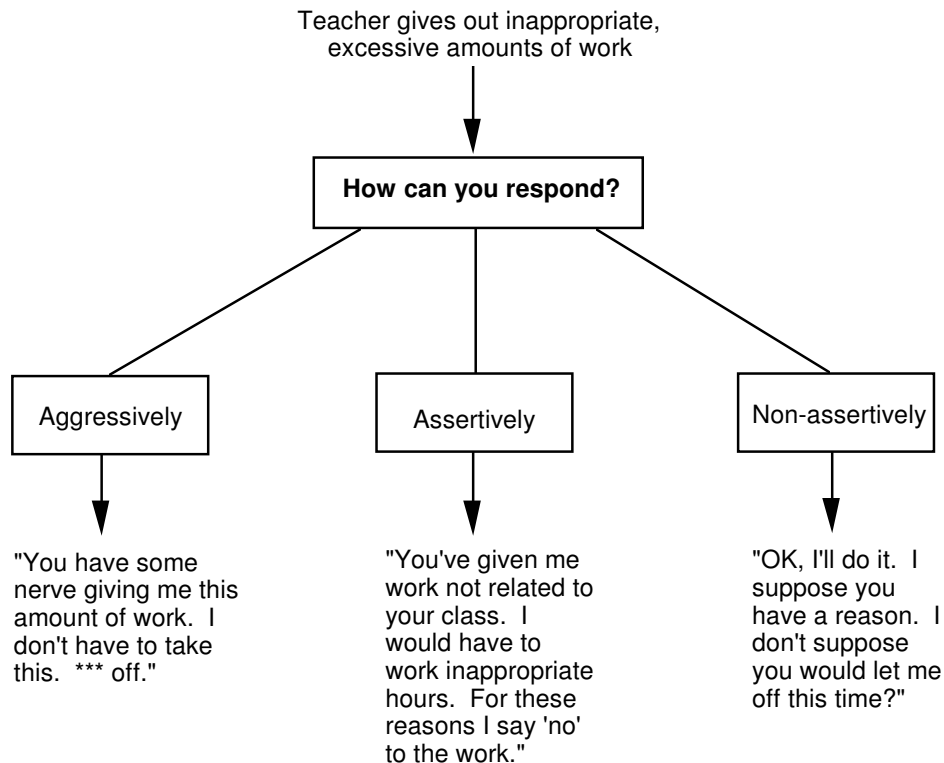 Teacher gives out inappropriate,
excessive amounts of work
How can you respond?
Aggressively
Assertively
Non-assertively
"You have some
nerve giving me this
amount of work.  I
don't have to take
this.  *** off."
"You've given me
work not related to
your class.  I
would have to
work inappropriate
hours.  For these
reasons I say 'no'
to the work."
"OK, I'll do it.  I
suppose you
have a reason.  I
don't suppose
you would let me
off this time?"